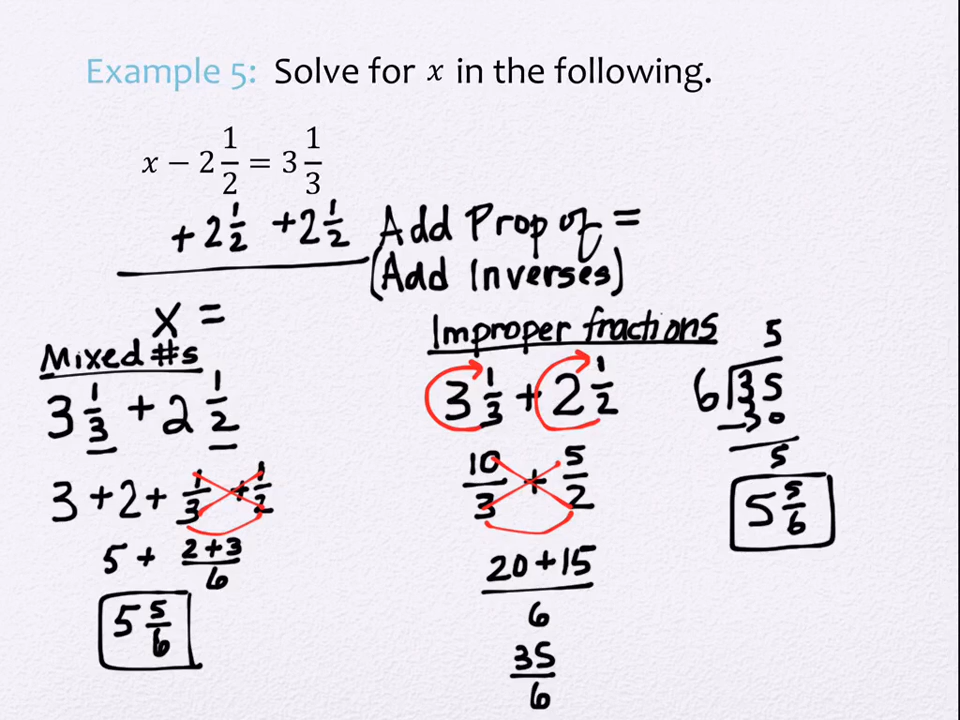 Example 5: Solve for x in the following.
x − 2 1/2 = 3 1/3
+2 1/2 +2 1/2 Add Prop of =
(Add Inverses)
x =
Mixed #s
3 1/3 + 2 1/2
3 + 2 + 1/3 + 1/2
5 + (2+3)/6
5 5/6
Improper fractions
3 1/3 + 2 1/2
10/3 + 5/2
(20+15)/6
35/6
5
6⟌35
−30
5
5 5/6